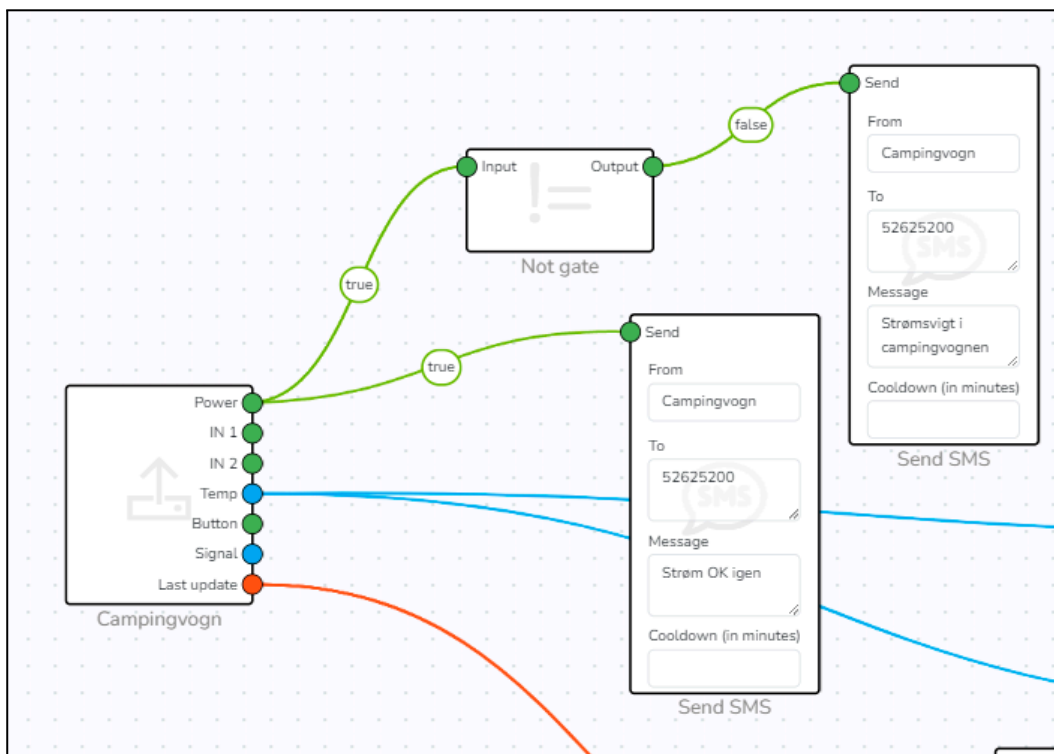 Send
From
Campingvogn
To
52625200
SMS
Message
Strømsvigt i
campingvognen
Cooldown (in minutes)
Send SMS
false
Input
Output
!=
Not gate
true
true
Send
From
Campingvogn
To
52625200
SMS
Message
Strøm OK igen
Cooldown (in minutes)
Send SMS
Power
IN 1
IN 2
Temp
Button
Signal
Last update
Campingvogn